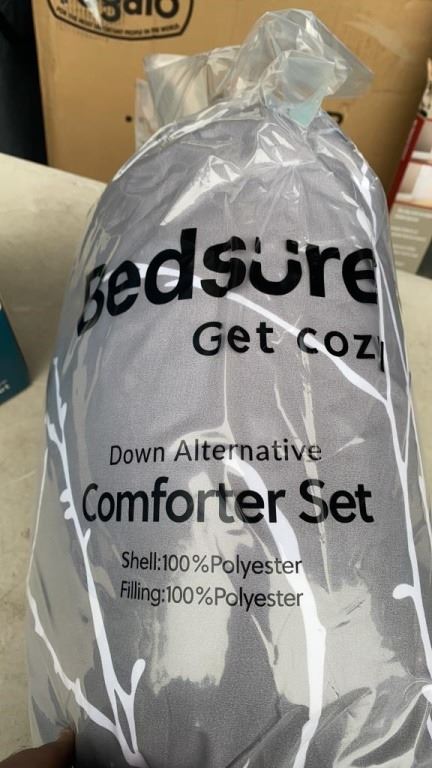 Bedsure
Get cozy
Down Alternative
Comforter Set
Shell:100%Polyester
Filling:100%Polyester